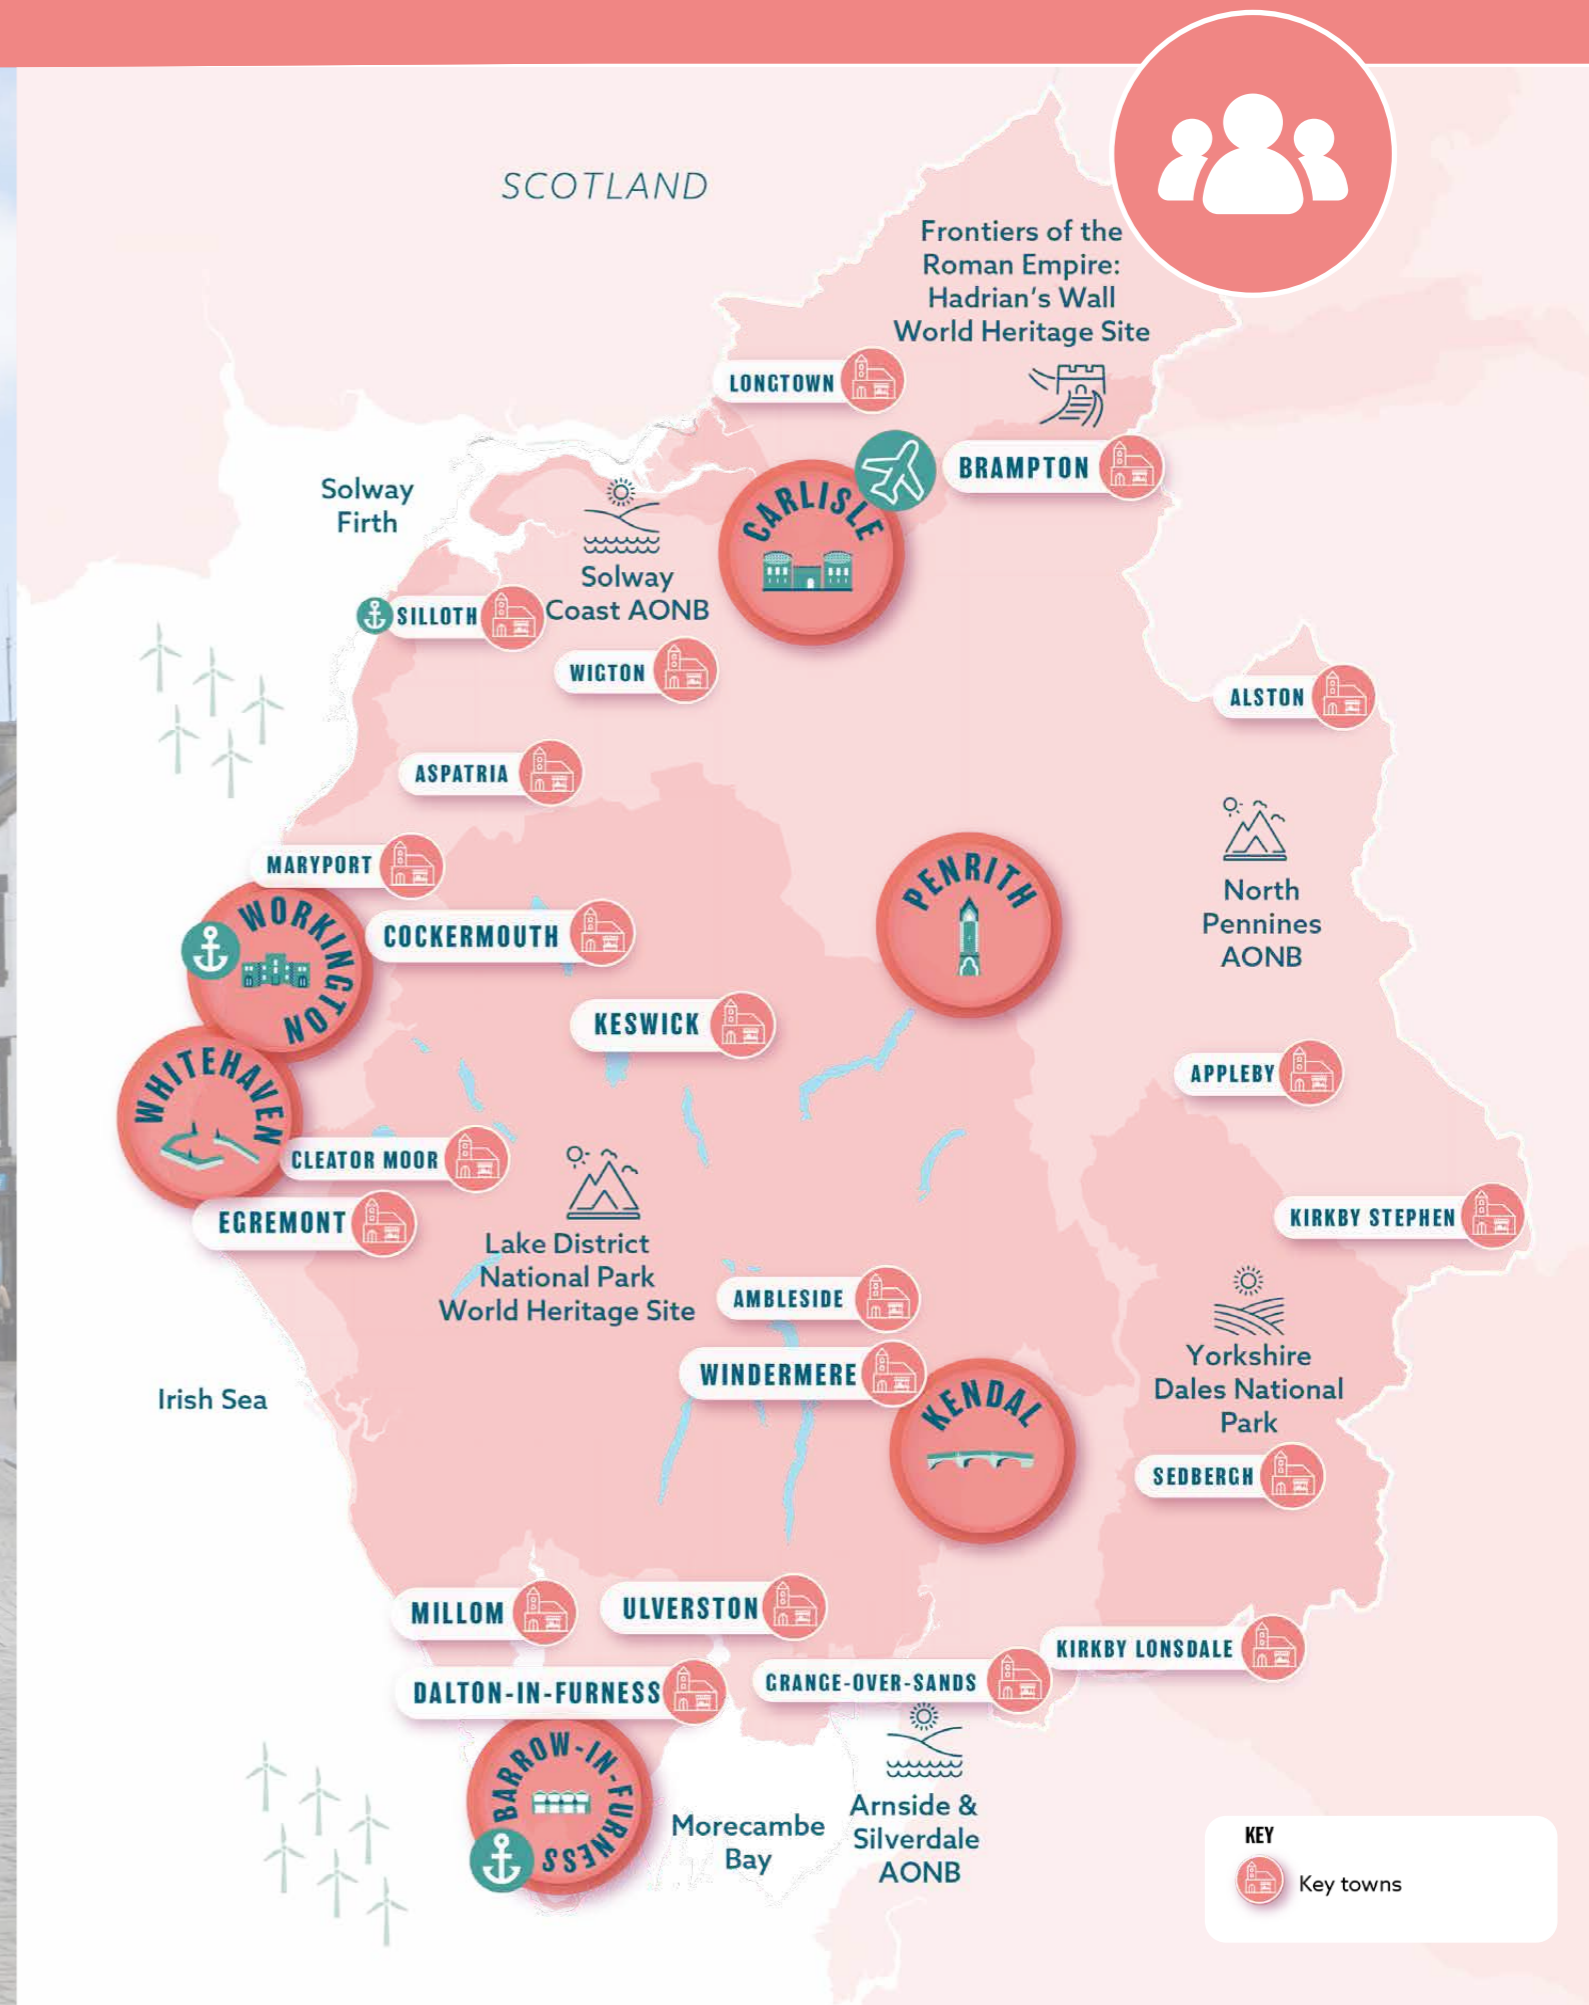 SCOTLAND
Frontiers of the
Roman Empire:
Hadrian's Wall
World Heritage Site
LONGTOWN
BRAMPTON
CARLISLE
Solway
Firth
Solway
Coast AONB
SILLOTH
WIGTON
ALSTON
ASPATRIA
MARYPORT
North
Pennines
AONB
PENRITH
WORKINGTON
COCKERMOUTH
KESWICK
APPLEBY
WHITEHAVEN
CLEATOR MOOR
EGREMONT
KIRKBY STEPHEN
Lake District
National Park
World Heritage Site
AMBLESIDE
WINDERMERE
Yorkshire
Dales National
Park
Irish Sea
KENDAL
SEDBERGH
MILLOM
ULVERSTON
KIRKBY LONSDALE
DALTON-IN-FURNESS
GRANGE-OVER-SANDS
BARROW-IN-FURNESS
Morecambe
Bay
Arnside &
Silverdale
AONB
KEY
Key towns